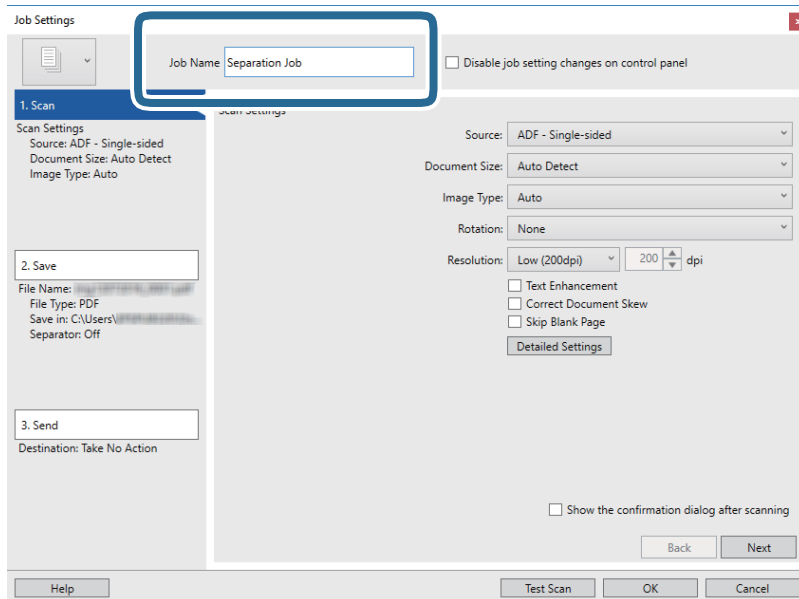 Job Settings
Job Name Separation Job
Disable job setting changes on control panel
1. Scan
Scan Settings
Source: ADF - Single-sided
Document Size: Auto Detect
Image Type: Auto
2. Save
File Name:
File Type: PDF
Save in: C:\Users\
Separator: Off
3. Send
Destination: Take No Action
Scan Settings
Source: ADF - Single-sided
Document Size: Auto Detect
Image Type: Auto
Rotation: None
Resolution: Low (200dpi) 200 dpi
Text Enhancement
Correct Document Skew
Skip Blank Page
Detailed Settings
Show the confirmation dialog after scanning
Back Next
Help Test Scan OK Cancel